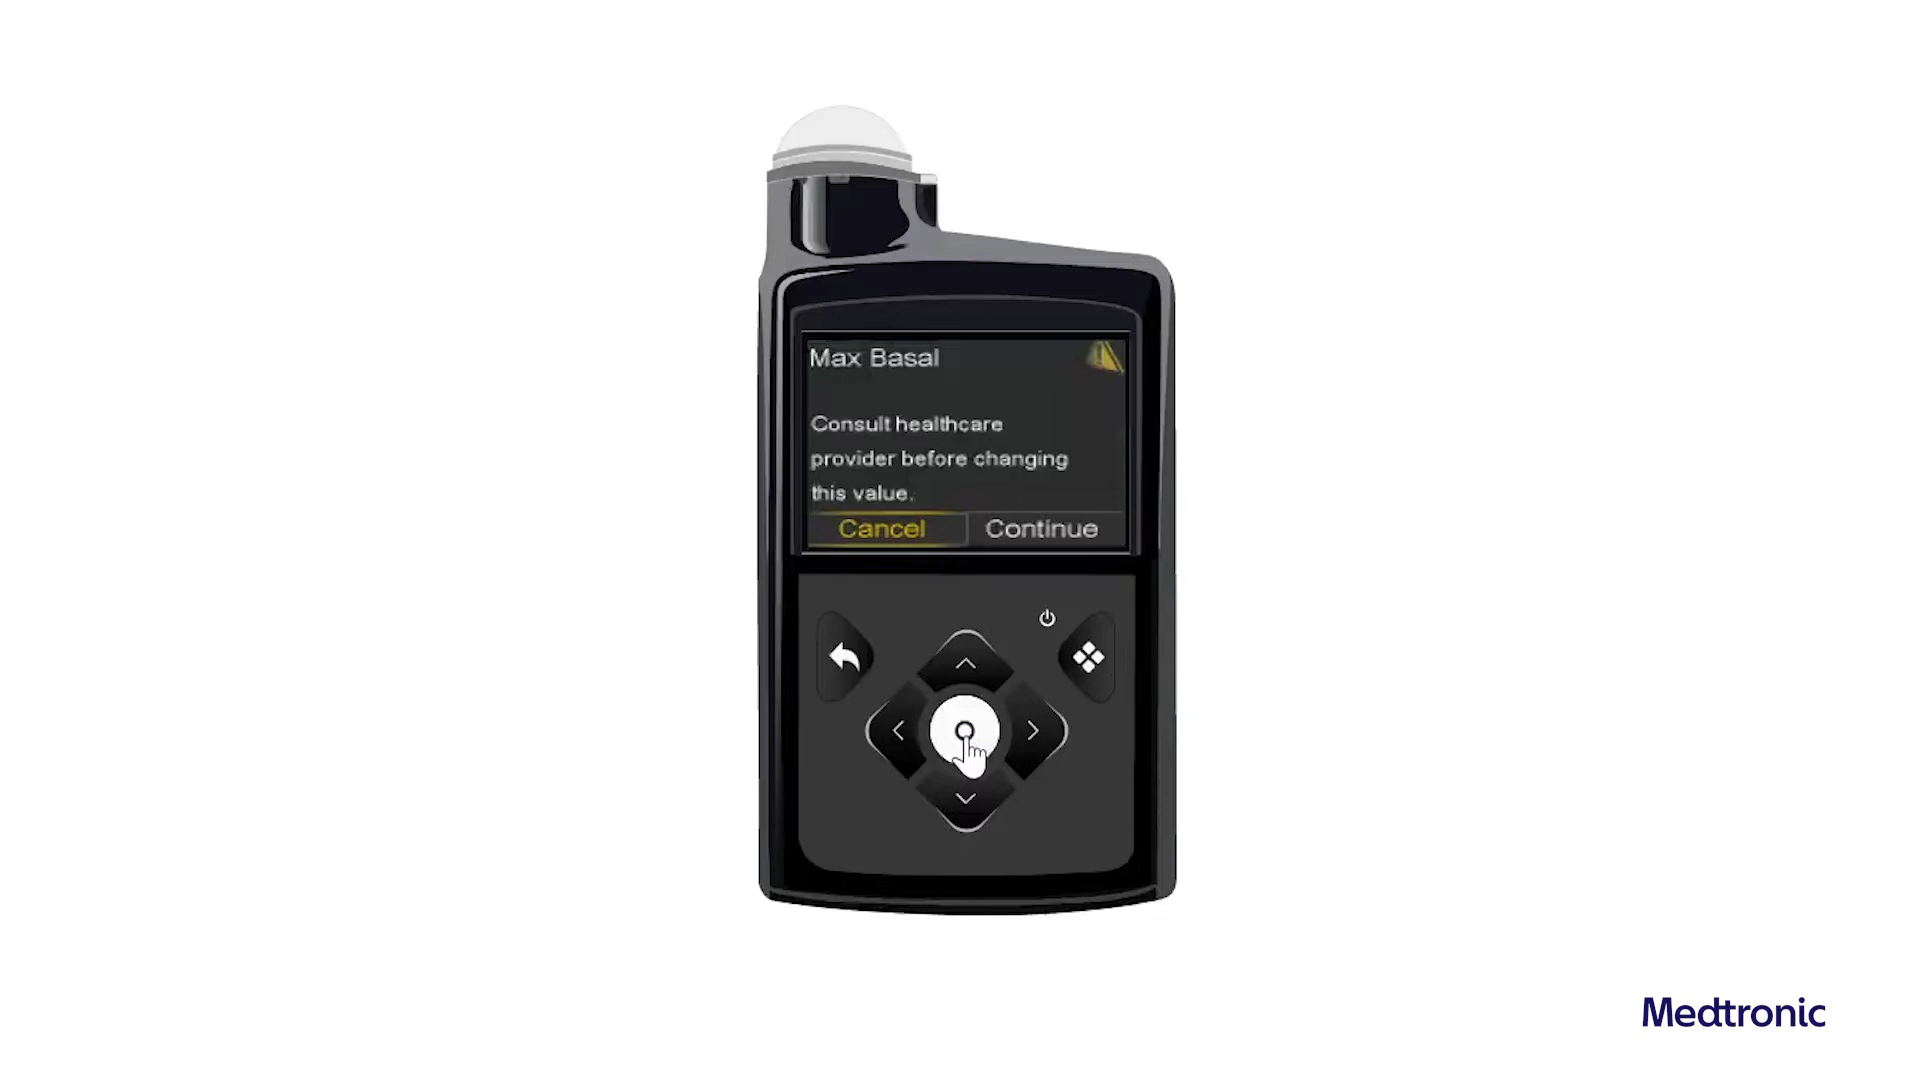 Max Basal
Consult healthcare
provider before changing
this value.
Cancel Continue
Medtronic